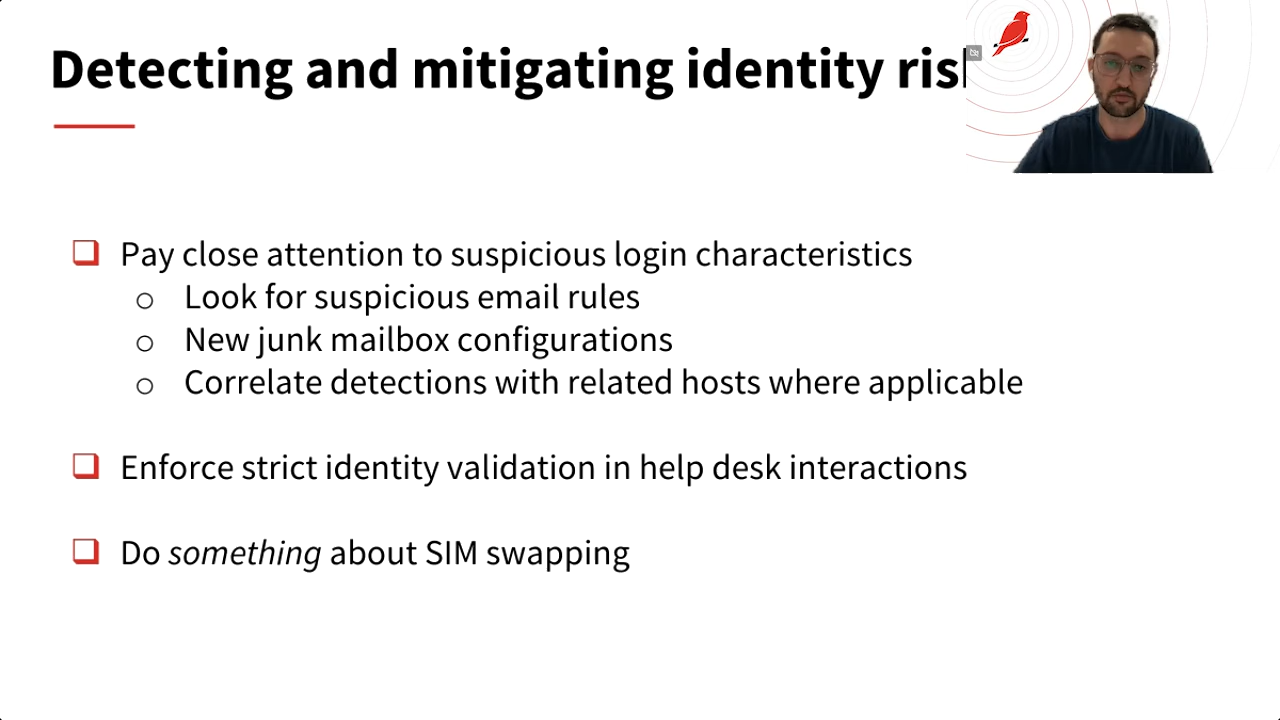 Detecting and mitigating identity
Pay close attention to suspicious login characteristics
Look for suspicious email rules
New junk mailbox configurations
Correlate detections with related hosts where applicable
Enforce strict identity validation in help desk interactions
Do something about SIM swapping